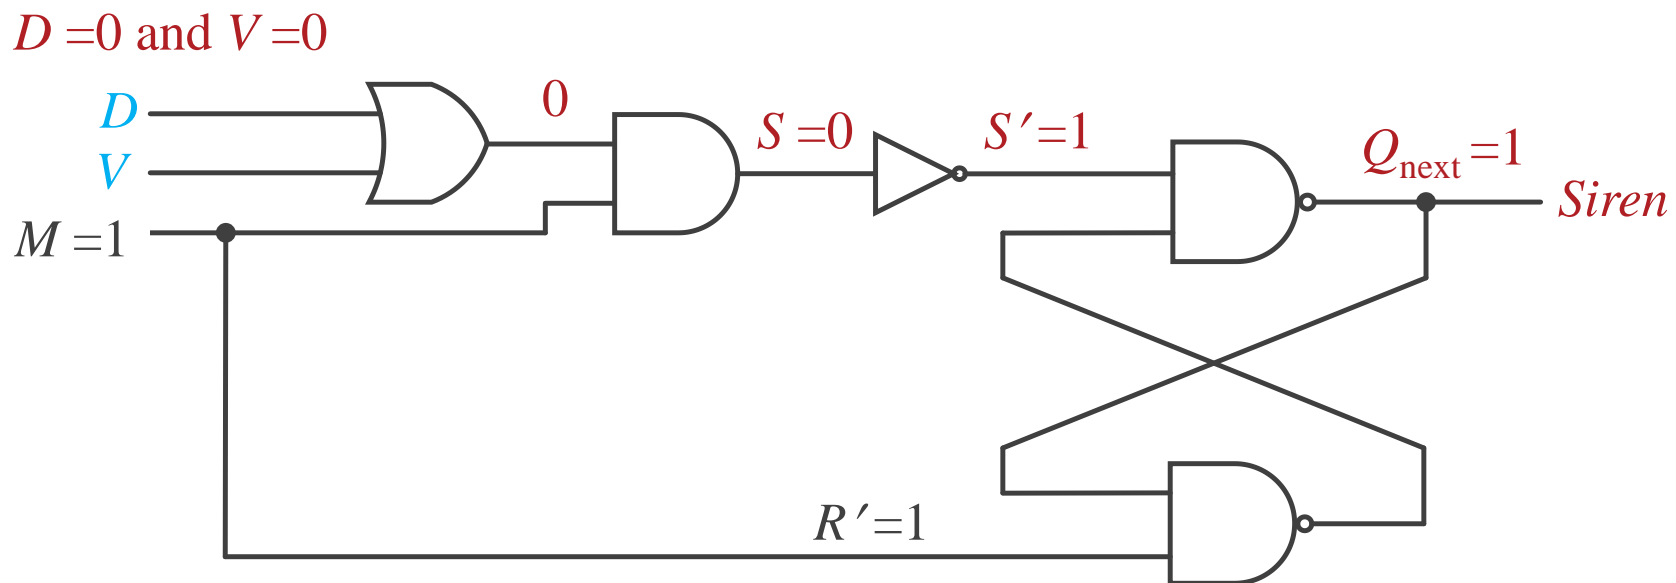 D =0 and V =0
D
0
V
S =0
S ′=1
Q next =1
Siren
M =1
R ′=1